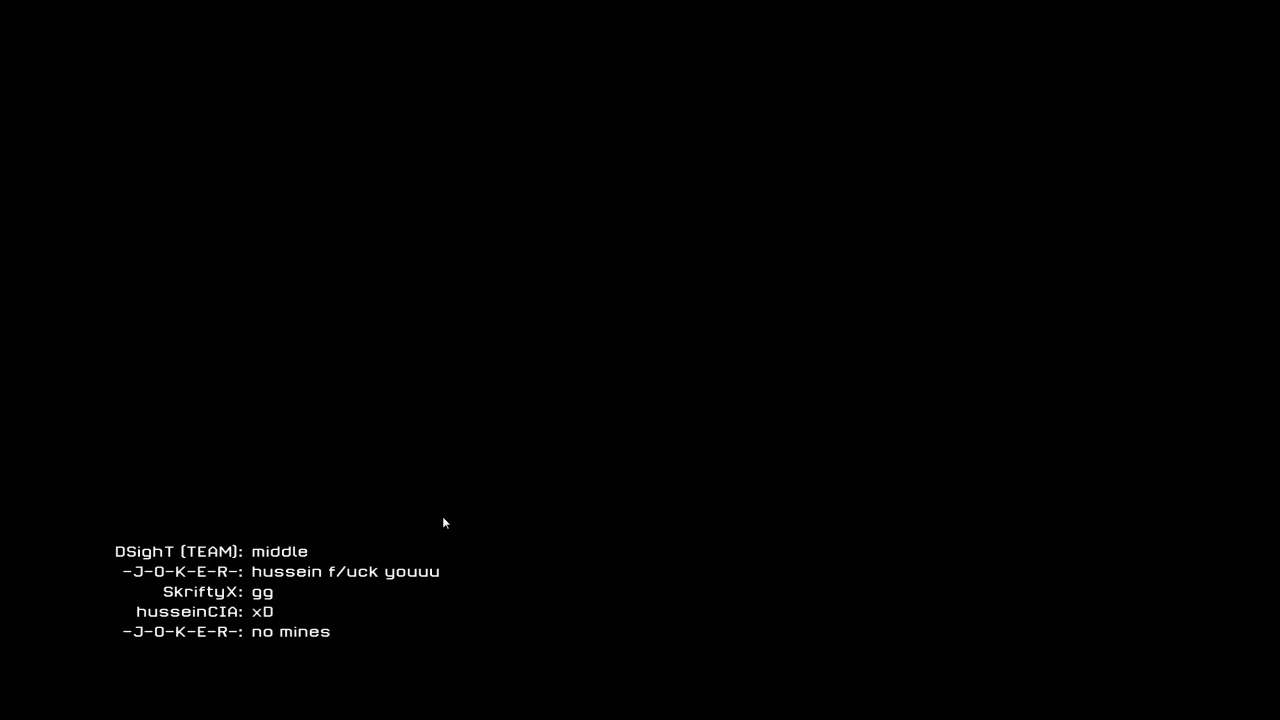 DSighT (TEAM): middle
-J-O-K-E-R-: hussein f/uck youuu
SkriftyX: gg
husseinCIA: xD
-J-O-K-E-R-: no mines